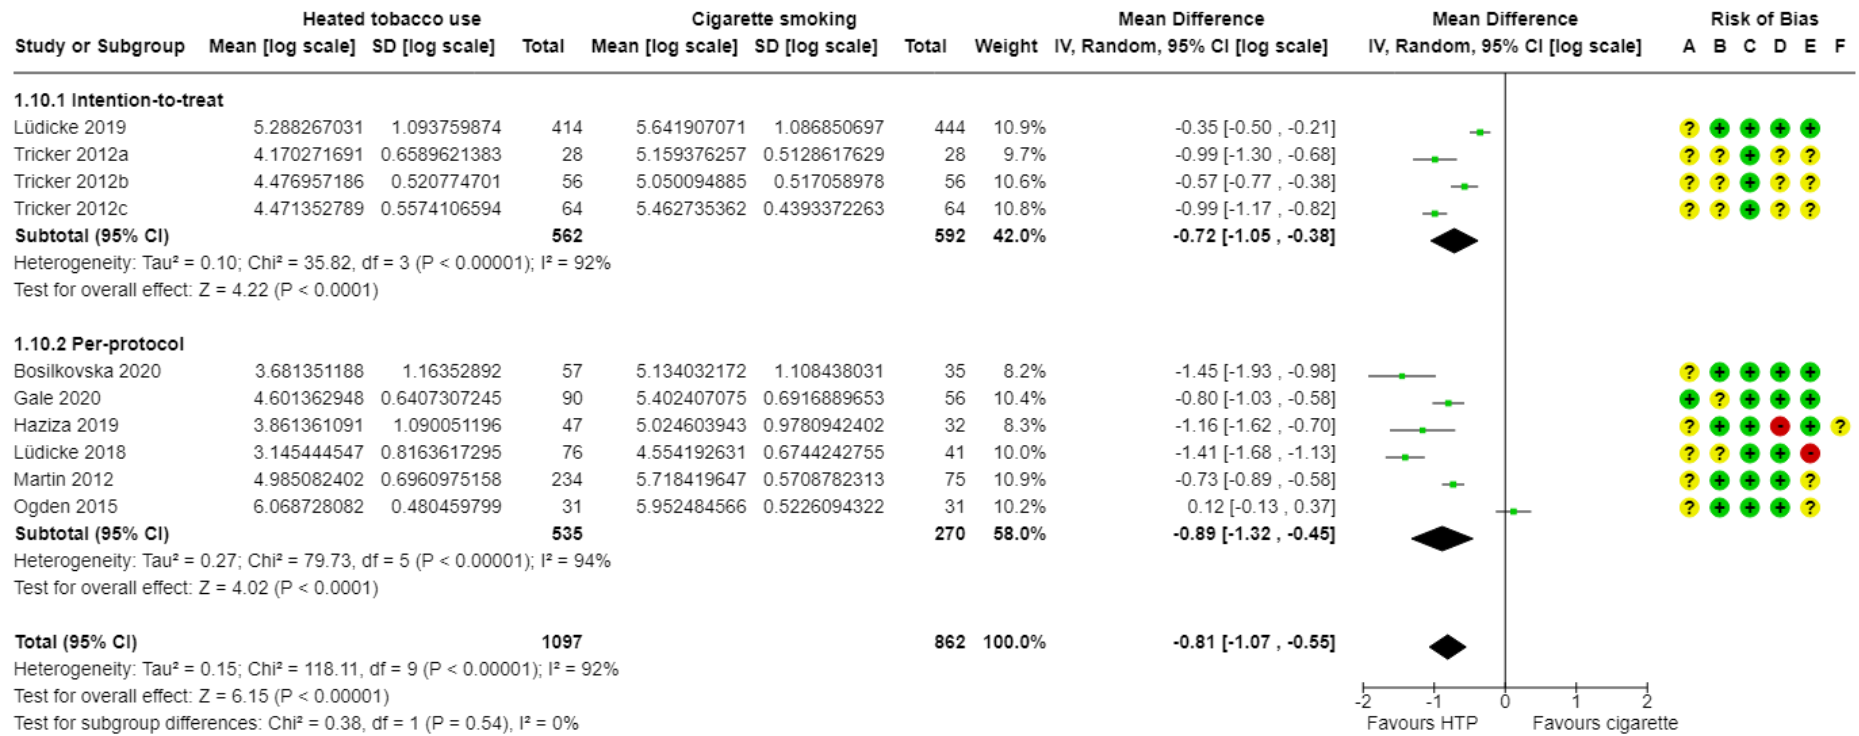 Heated tobacco use Cigarette smoking Mean Difference Mean Difference Risk of Bias
Study or Subgroup Mean [log scale] SD [log scale] Total Mean [log scale] SD [log scale] Total Weight IV, Random, 95% CI [log scale] IV, Random, 95% CI [log scale] A B C D E F
1.10.1 Intention-to-treat
Lüdicke 2019 5.288267031 1.093759874 414 5.641907071 1.086850697 444 10.9% -0.35 [-0.50 , -0.21] ? + + + +
Tricker 2012a 4.170271691 0.6589621383 28 5.159376257 0.5128617629 28 9.7% -0.99 [-1.30 , -0.68] ? ? + ? ?
Tricker 2012b 4.476957186 0.520774701 56 5.050094885 0.517058978 56 10.6% -0.57 [-0.77 , -0.38] ? ? + ? ?
Tricker 2012c 4.471352789 0.5574106594 64 5.462735362 0.4393372263 64 10.8% -0.99 [-1.17 , -0.82] ? ? + ? ?
Subtotal (95% CI) 562 592 42.0% -0.72 [-1.05 , -0.38]
Heterogeneity: Tau² = 0.10; Chi² = 35.82, df = 3 (P < 0.00001); I² = 92%
Test for overall effect: Z = 4.22 (P < 0.0001)
1.10.2 Per-protocol
Bosilkovska 2020 3.681351188 1.16352892 57 5.134032172 1.108438031 35 8.2% -1.45 [-1.93 , -0.98] ? + + + +
Gale 2020 4.601362948 0.6407307245 90 5.402407075 0.6916889653 56 10.4% -0.80 [-1.03 , -0.58] + ? + + +
Haziza 2019 3.861361091 1.090051196 47 5.024603943 0.9780942402 32 8.3% -1.16 [-1.62 , -0.70] ? + + - + ?
Lüdicke 2018 3.145444547 0.8163617295 76 4.554192631 0.6744242755 41 10.0% -1.41 [-1.68 , -1.13] ? ? + + -
Martin 2012 4.985082402 0.6960975158 234 5.718419647 0.5708782313 75 10.9% -0.73 [-0.89 , -0.58] ? + + + ?
Ogden 2015 6.068728082 0.480459799 31 5.952484566 0.5226094322 31 10.2% 0.12 [-0.13 , 0.37] ? + + + ?
Subtotal (95% CI) 535 270 58.0% -0.89 [-1.32 , -0.45]
Heterogeneity: Tau² = 0.27; Chi² = 79.73, df = 5 (P < 0.00001); I² = 94%
Test for overall effect: Z = 4.02 (P < 0.0001)
Total (95% CI) 1097 862 100.0% -0.81 [-1.07 , -0.55]
Heterogeneity: Tau² = 0.15; Chi² = 118.11, df = 9 (P < 0.00001); I² = 92%
Test for overall effect: Z = 6.15 (P < 0.00001)
Test for subgroup differences: Chi² = 0.38, df = 1 (P = 0.54), I² = 0%
-2 -1 0 1 2
Favours HTP Favours cigarette